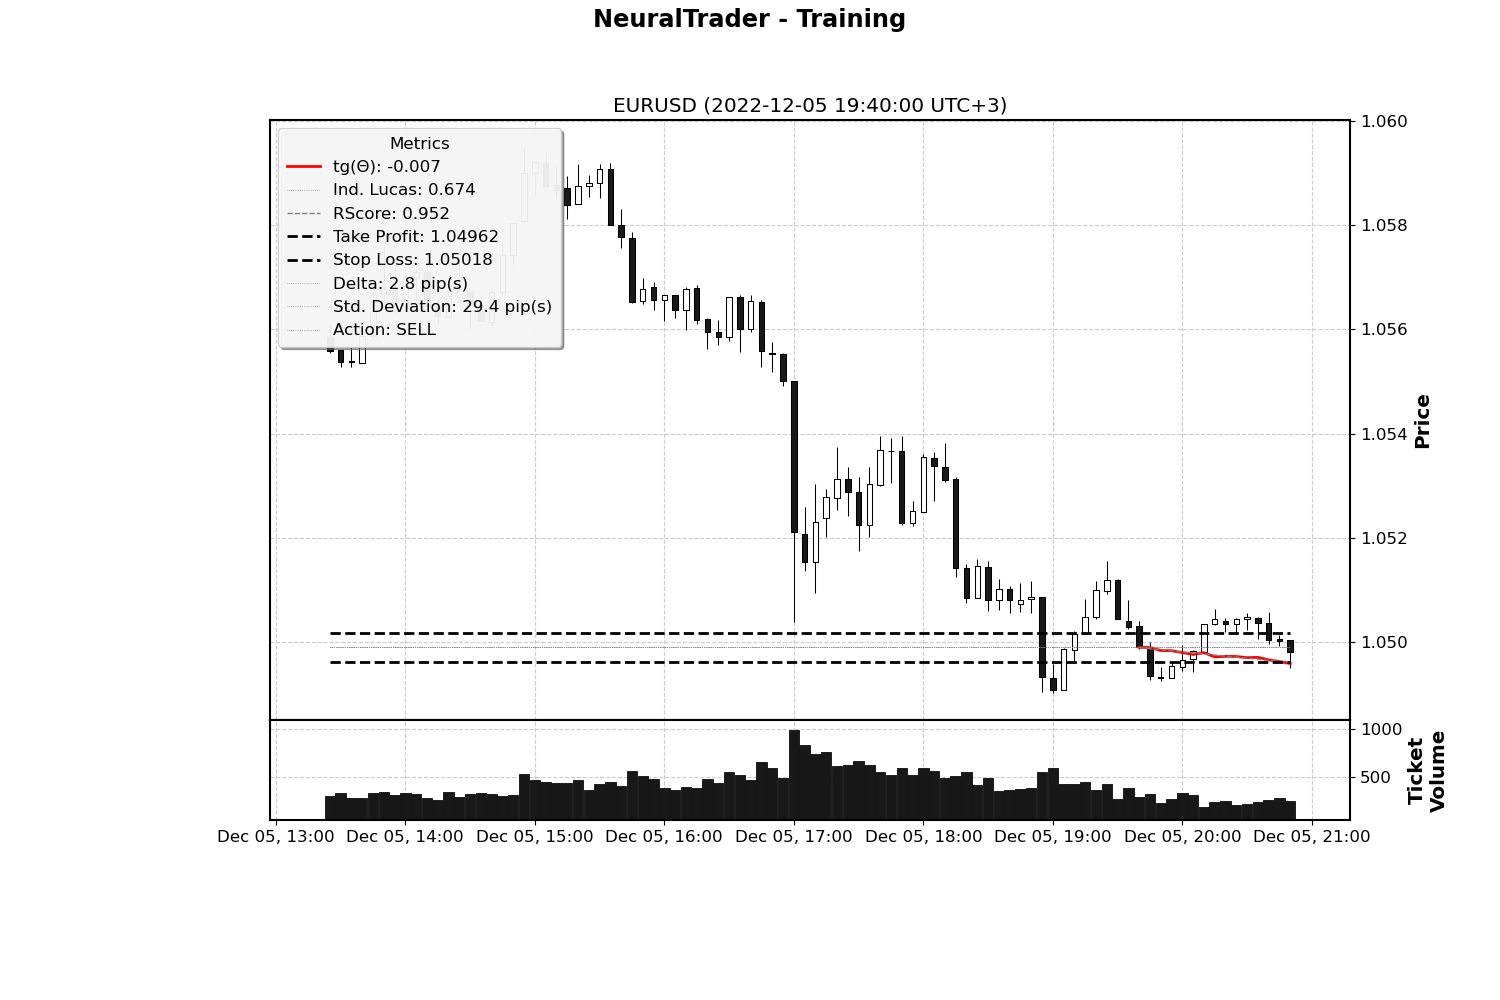 NeuralTrader - Training
EURUSD (2022-12-05 19:40:00 UTC+3)
Metrics
tg(Θ): -0.007
Ind. Lucas: 0.674
RScore: 0.952
Take Profit: 1.04962
Stop Loss: 1.05018
Delta: 2.8 pip(s)
Std. Deviation: 29.4 pip(s)
Action: SELL
1.060
1.058
1.056
1.054
1.052
1.050
Price
1000
500
Ticket
Volume
Dec 05, 13:00 Dec 05, 14:00 Dec 05, 15:00 Dec 05, 16:00 Dec 05, 17:00 Dec 05, 18:00 Dec 05, 19:00 Dec 05, 20:00 Dec 05, 21:00